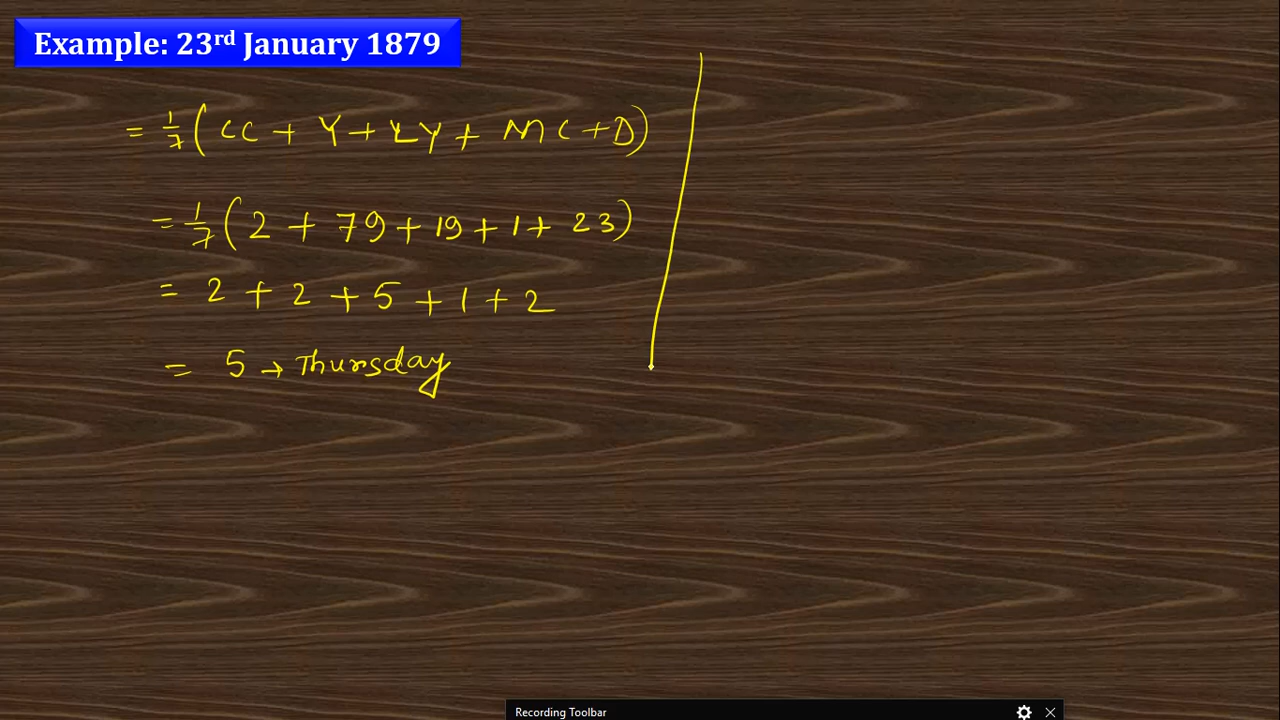 Example: 23rd January 1879
= 1/7 (CC + Y + LY + MC + D)
= 1/7 (2 + 79 + 19 + 1 + 23)
= 2 + 2 + 5 + 1 + 2
= 5 → Thursday
Recording Toolbar